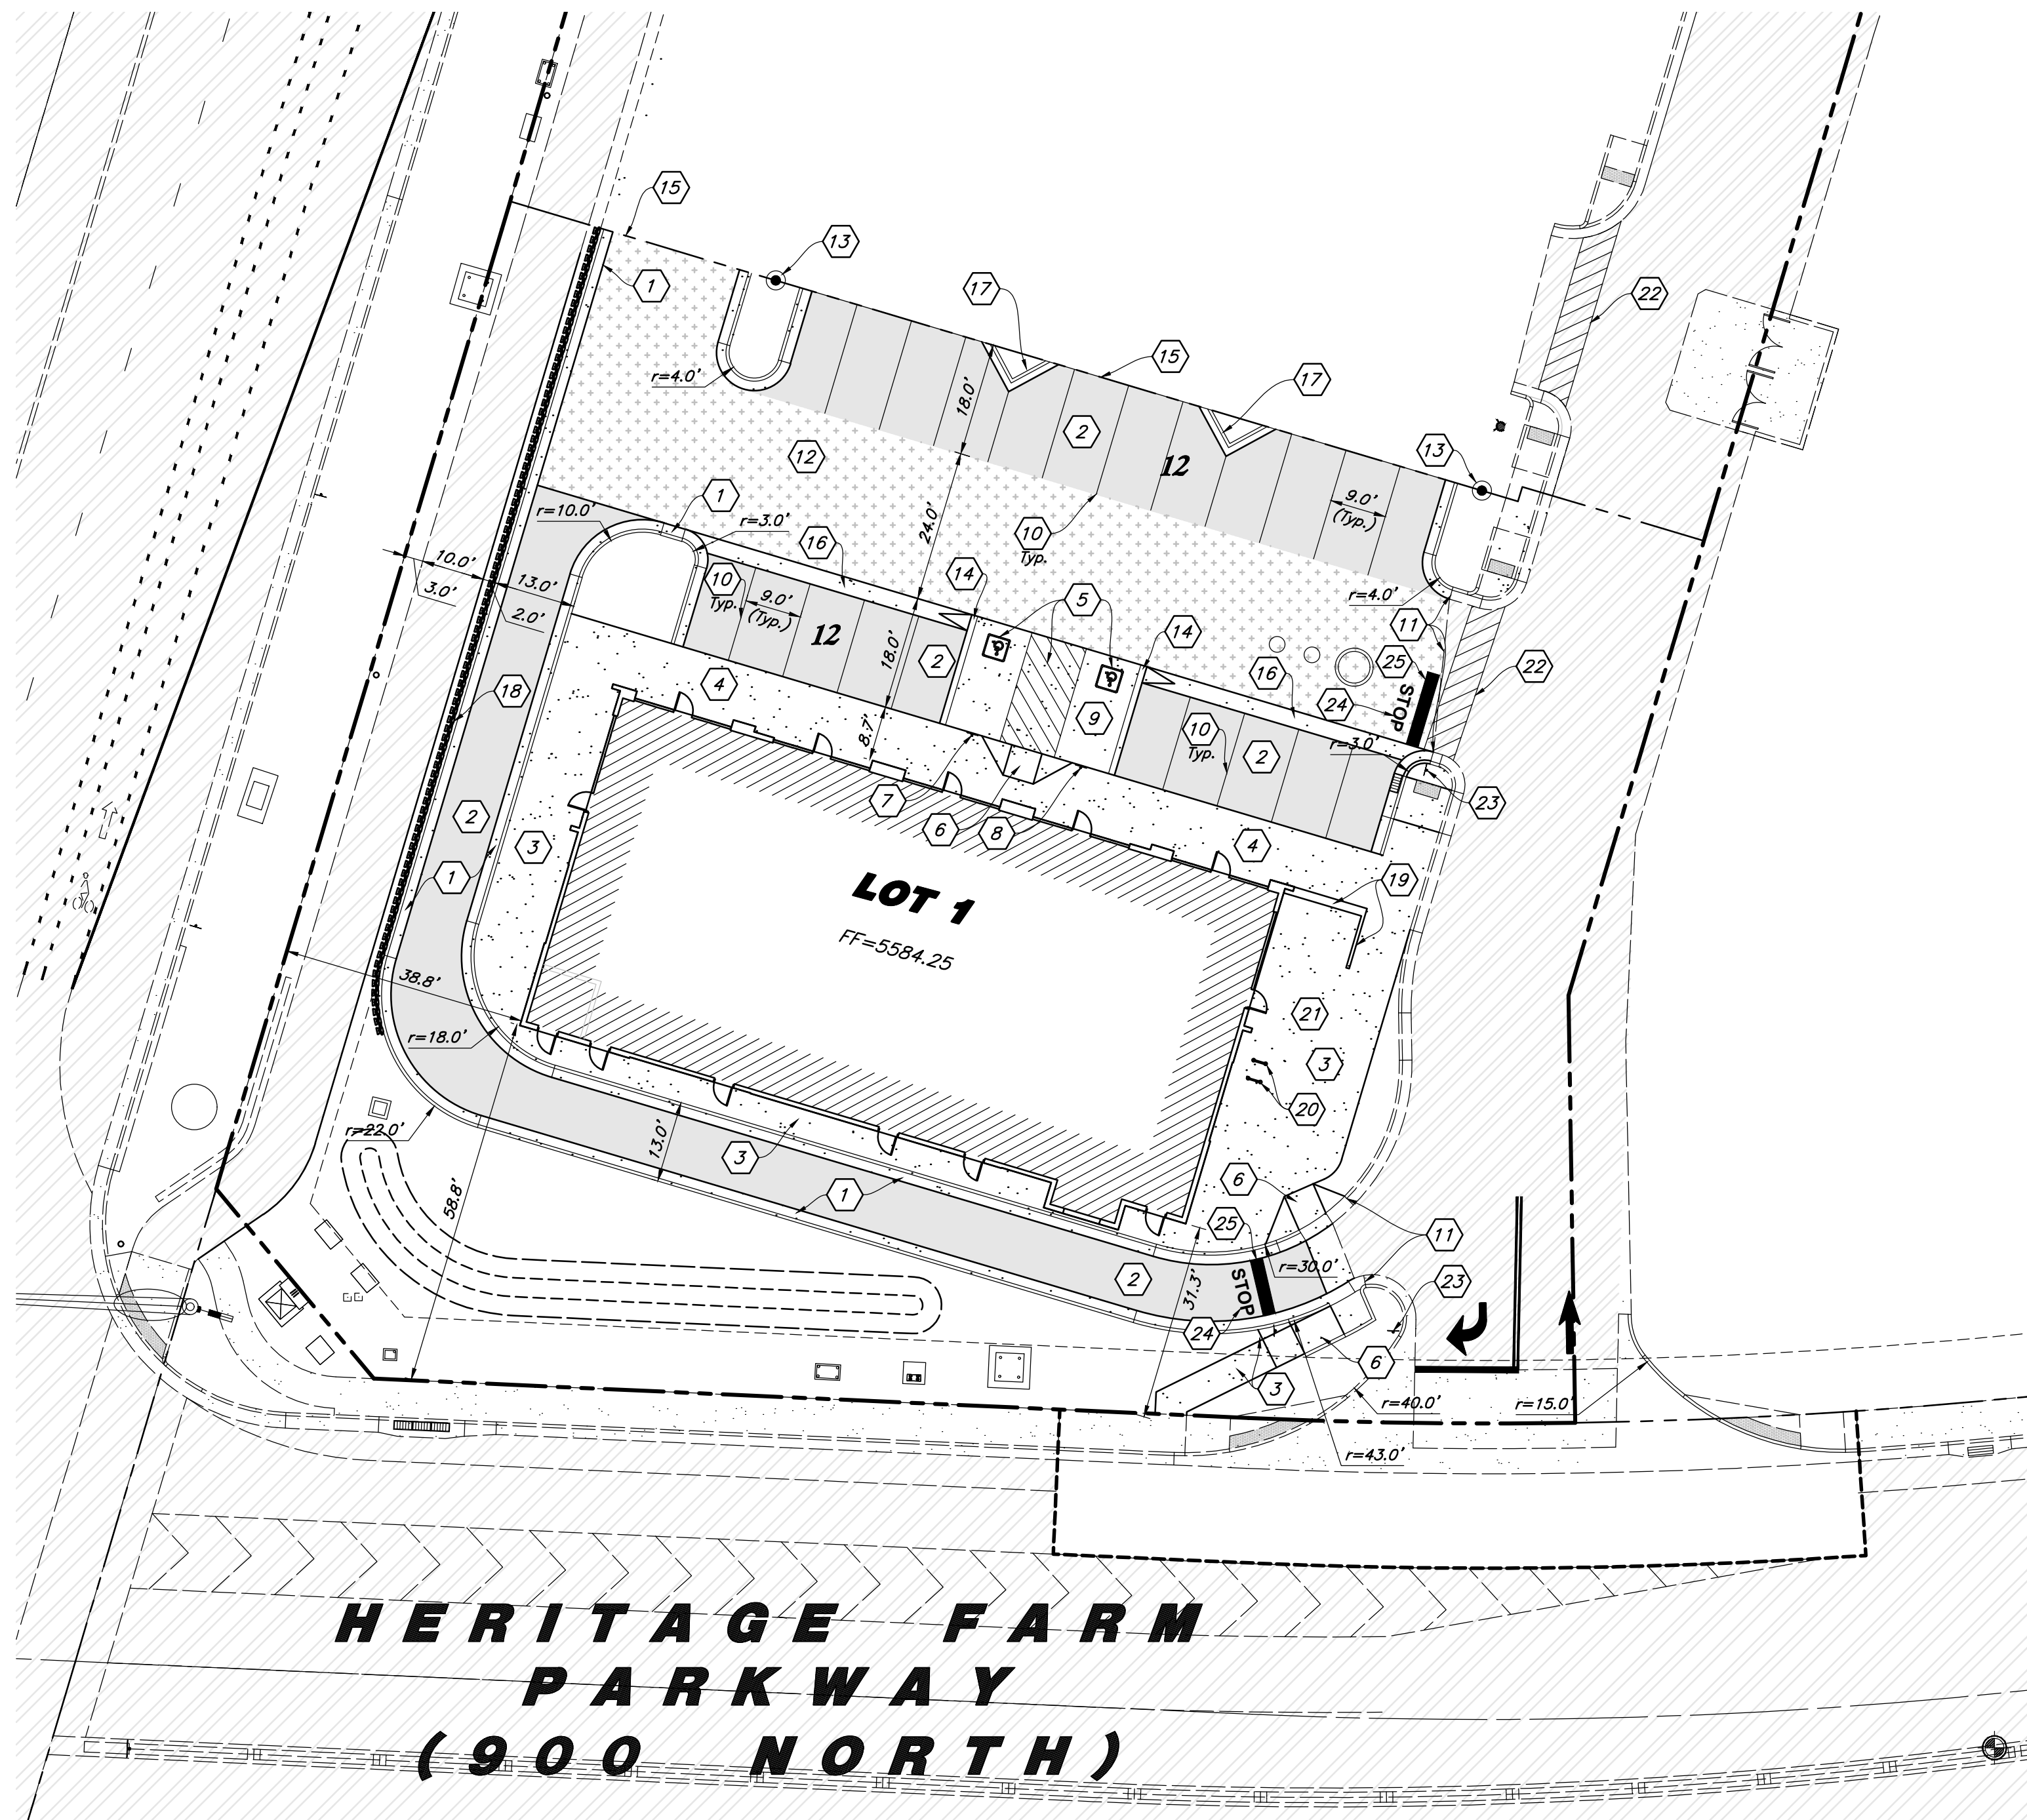 15
13
1
17
22
15
r=4.0'
17
18.0'
2
13
12
12
1
9.0'
(Typ.)
r=10.0'
r=3.0'
24.0'
10
Typ.
16
10.0'
3.0'
13.0'
2.0'
14
10
Typ.
9.0'
(Typ.)
5
r=4.0'
12
14
11
18.0'
2
25
22
16
4
18
STOP
24
9
8.7'
10
Typ.
2
r=3.0'
23
7
6
8
2
3
4
1
19
LOT 1
FF=5584.25
38.8'
21
r=18.0'
3
20
r=22.0'
13.0'
3
6
58.8'
1
25
11
r=30.0'
2
STOP
31.3'
23
24
6
3
r=40.0'
r=15.0'
r=43.0'
HERITAGE FARM
PARKWAY
(900 NORTH)